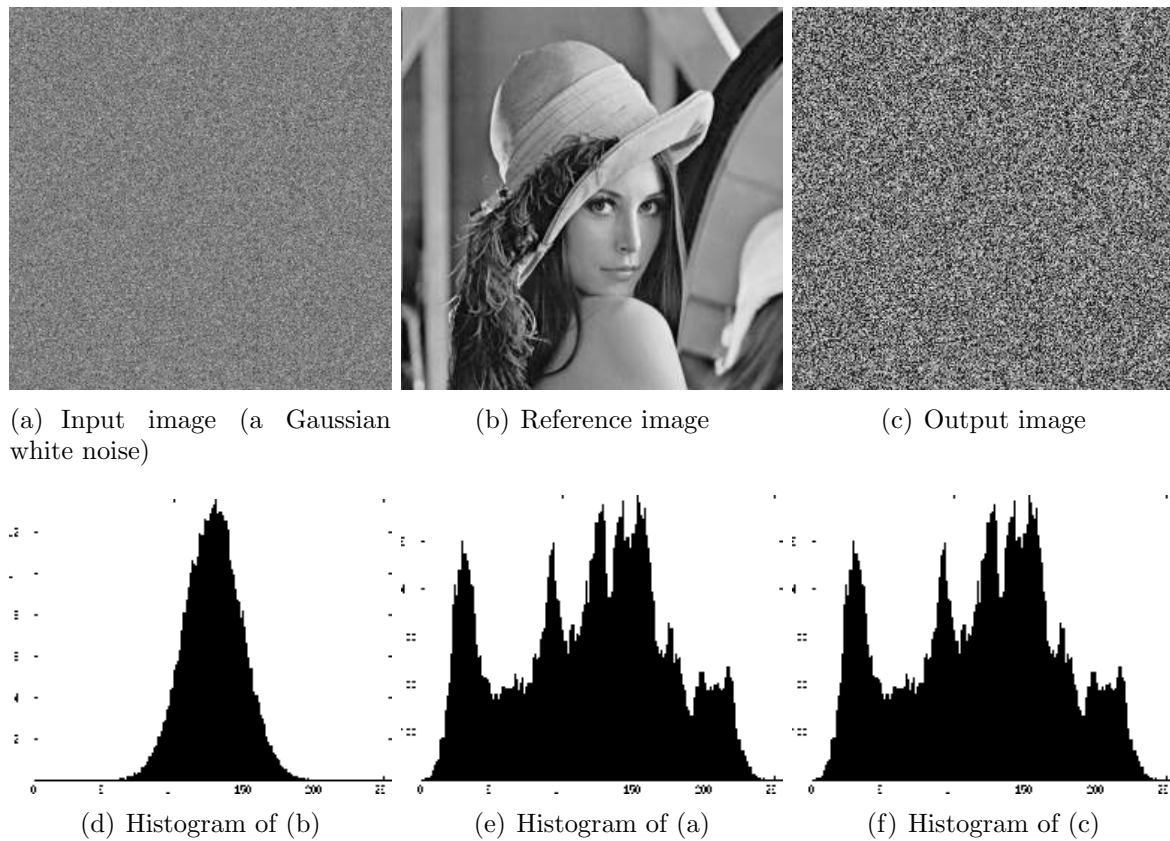 (a) Input image (a Gaussian
white noise)
(b) Reference image
(c) Output image
0 150 200
0 150 200
0 150 200
(d) Histogram of (b)
(e) Histogram of (a)
(f) Histogram of (c)